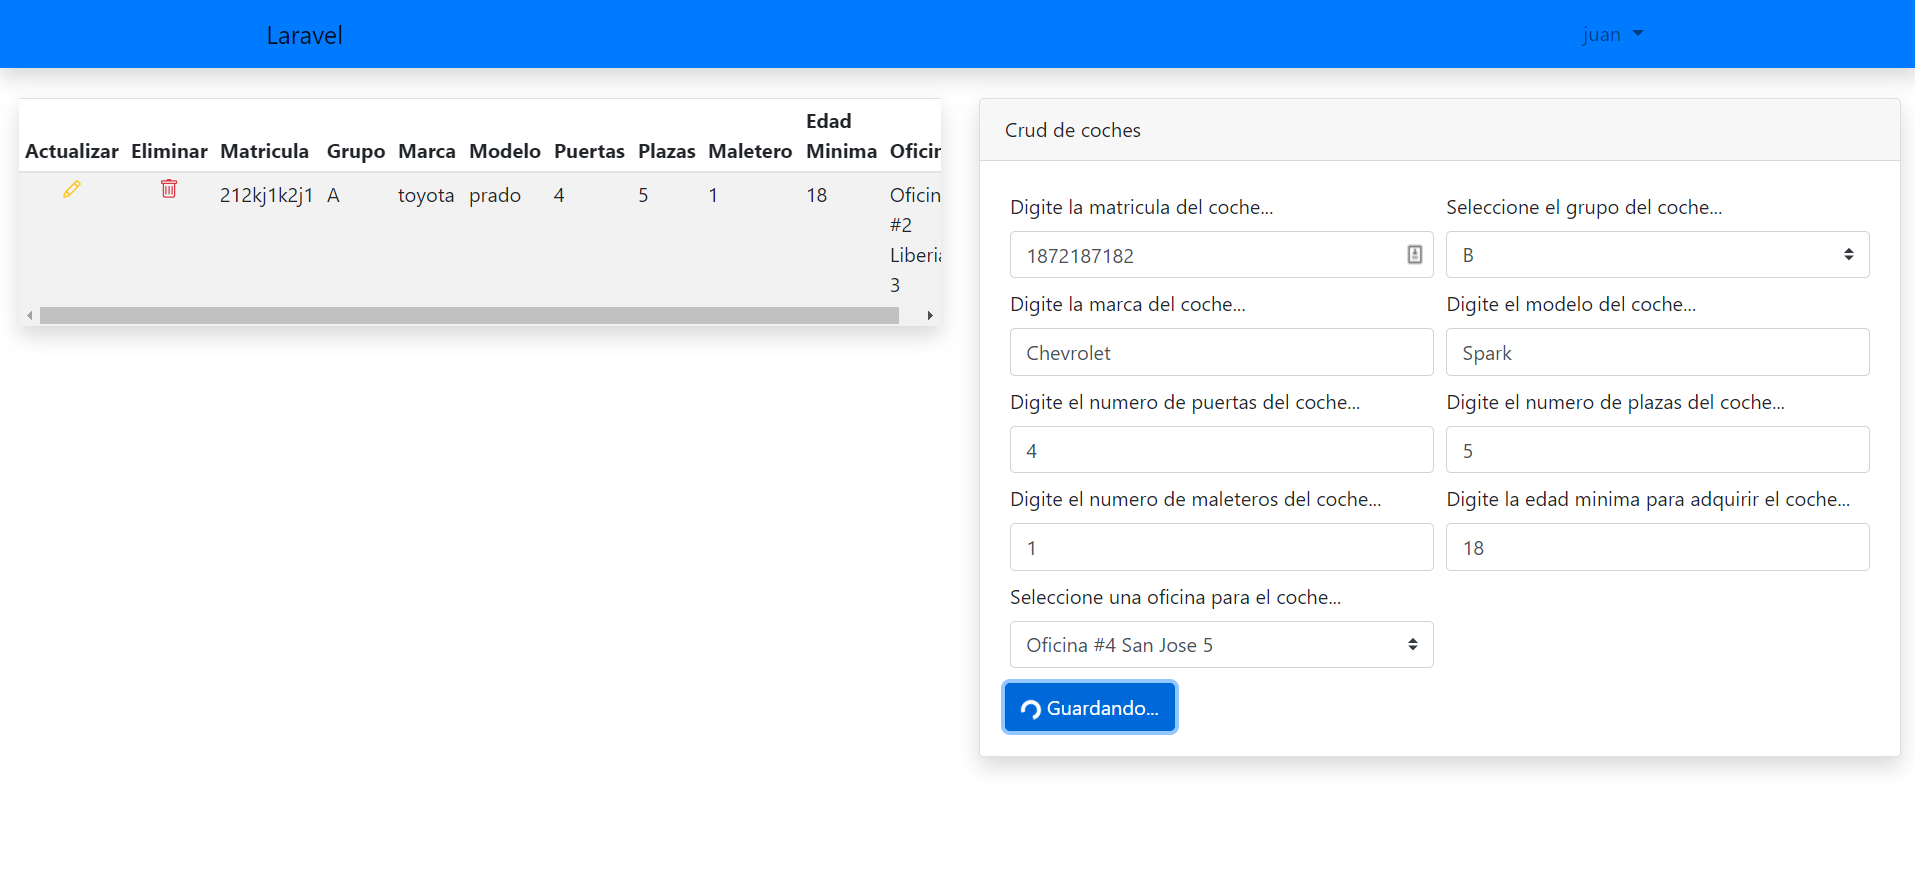 Laravel
juan
Edad
Actualizar Eliminar Matricula Grupo Marca Modelo Puertas Plazas Maletero Minima Oficin
212kj1k2j1 A toyota prado 4 5 1 18 Oficin
#2
Liberia
3
Crud de coches
Digite la matricula del coche... Seleccione el grupo del coche...
1872187182 B
Digite la marca del coche... Digite el modelo del coche...
Chevrolet Spark
Digite el numero de puertas del coche... Digite el numero de plazas del coche...
4 5
Digite el numero de maleteros del coche... Digite la edad minima para adquirir el coche...
1 18
Seleccione una oficina para el coche...
Oficina #4 San Jose 5
Guardando...